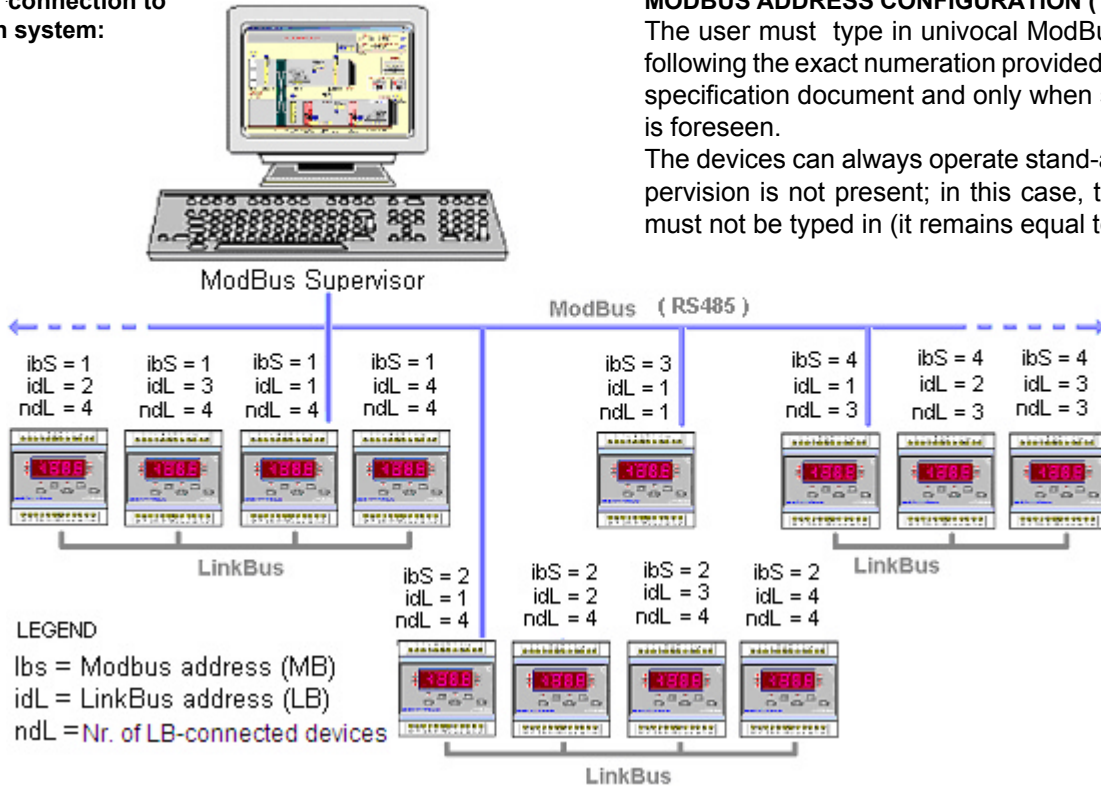 connection to
system:
MODBUS ADDRESS CONFIGURATION (
The user must type in univocal ModBu
following the exact numeration provided
specification document and only when
is foreseen.
The devices can always operate stand-a
pervision is not present; in this case, t
must not be typed in (it remains equal t
ModBus Supervisor
ModBus ( RS485 )
ibS = 1
idL = 2
ndL = 4
ibS = 1
idL = 3
ndL = 4
ibS = 1
idL = 1
ndL = 4
ibS = 1
idL = 4
ndL = 4
ibS = 3
idL = 1
ndL = 1
ibS = 4
idL = 1
ndL = 3
ibS = 4
idL = 2
ndL = 3
ibS = 4
idL = 3
ndL = 3
LinkBus
LinkBus
ibS = 2
idL = 1
ndL = 4
ibS = 2
idL = 2
ndL = 4
ibS = 2
idL = 3
ndL = 4
ibS = 2
idL = 4
ndL = 4
LEGEND
Ibs = Modbus address (MB)
idL = LinkBus address (LB)
ndL =Nr. of LB-connected devices
LinkBus